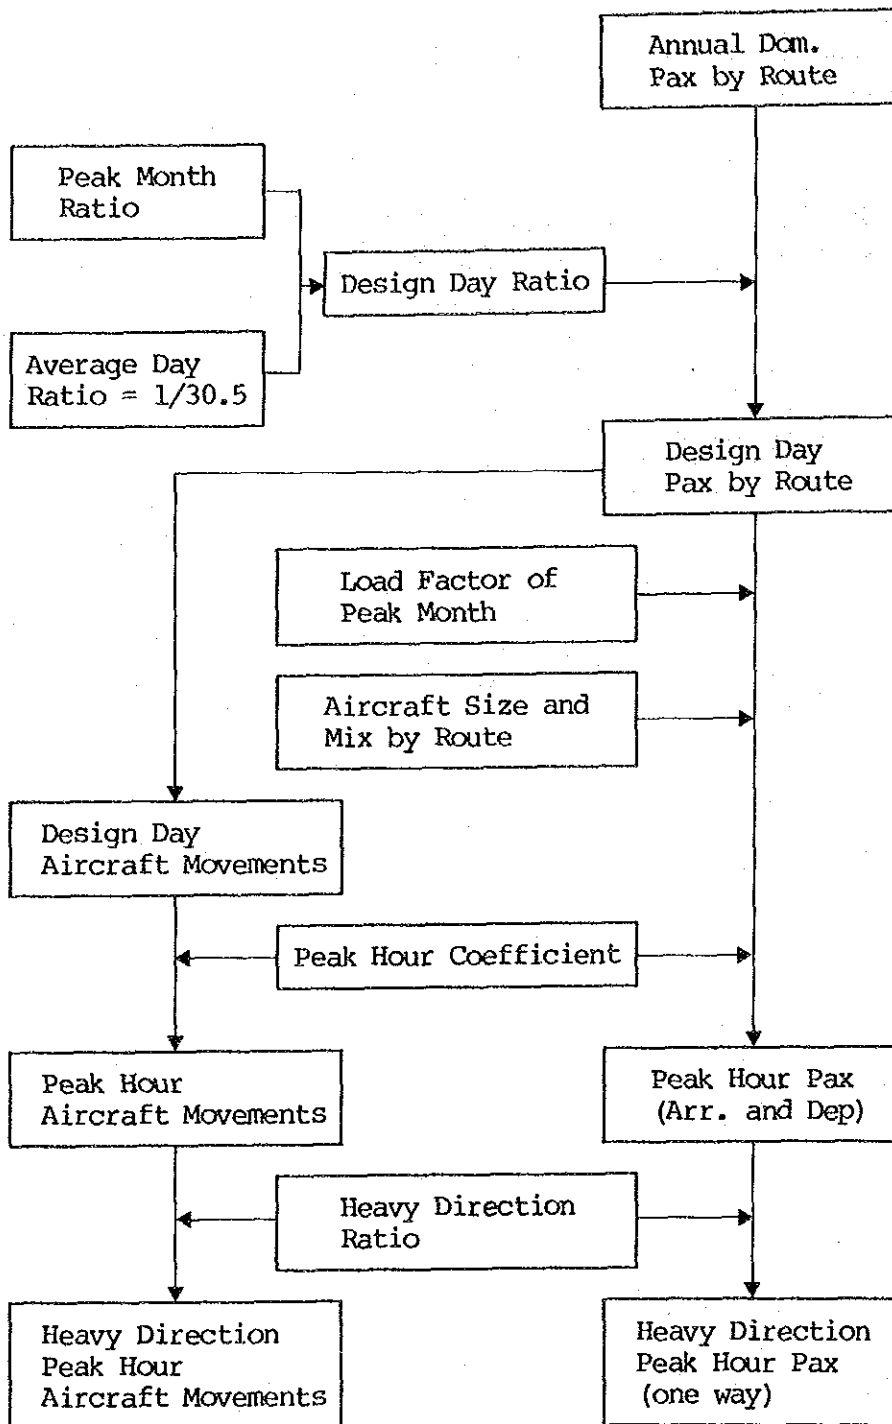 Annual Dom.
Pax by Route
Peak Month
Ratio
Design Day Ratio
Average Day
Ratio = 1/30.5
Design Day
Pax by Route
Load Factor of
Peak Month
Aircraft Size and
Mix by Route
Design Day
Aircraft Movements
Peak Hour Coefficient
Peak Hour
Aircraft Movements
Peak Hour Pax
(Arr. and Dep)
Heavy Direction
Ratio
Heavy Direction
Peak Hour
Aircraft Movements
Heavy Direction
Peak Hour Pax
(one way)